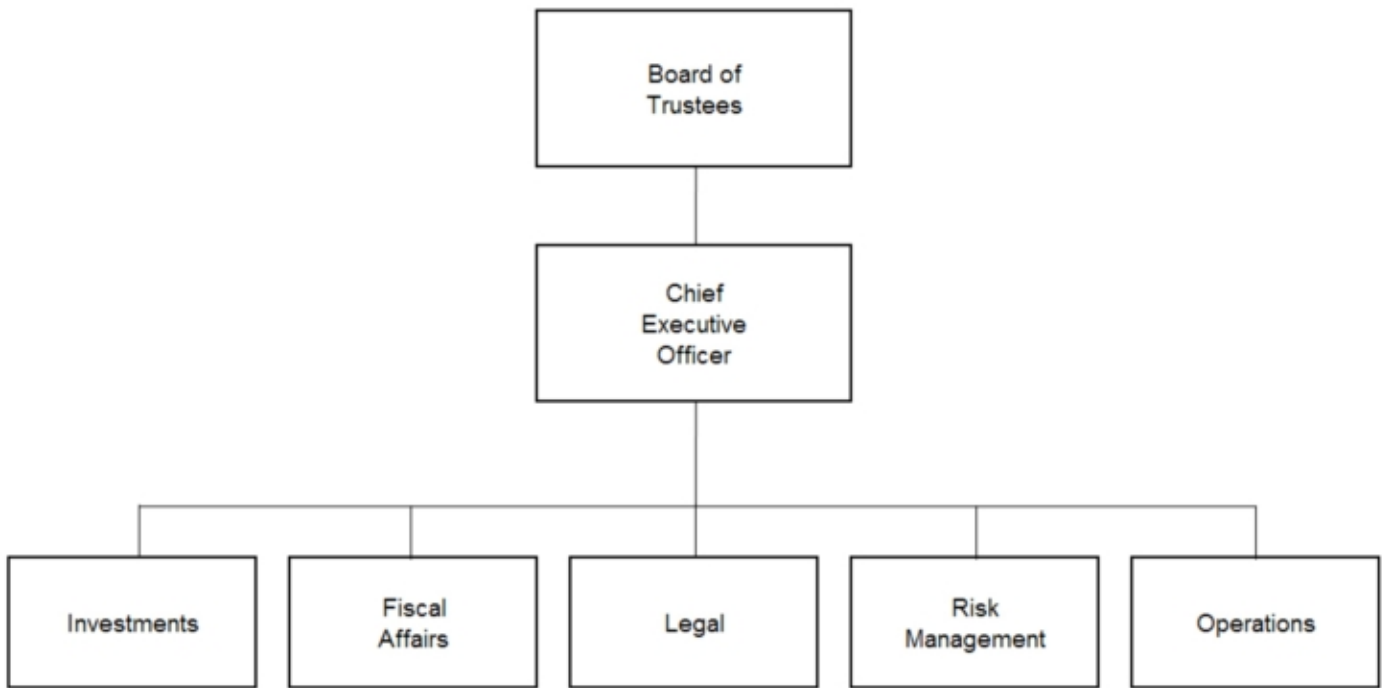 Board of
Trustees
Chief
Executive
Officer
Investments
Fiscal
Affairs
Legal
Risk
Management
Operations